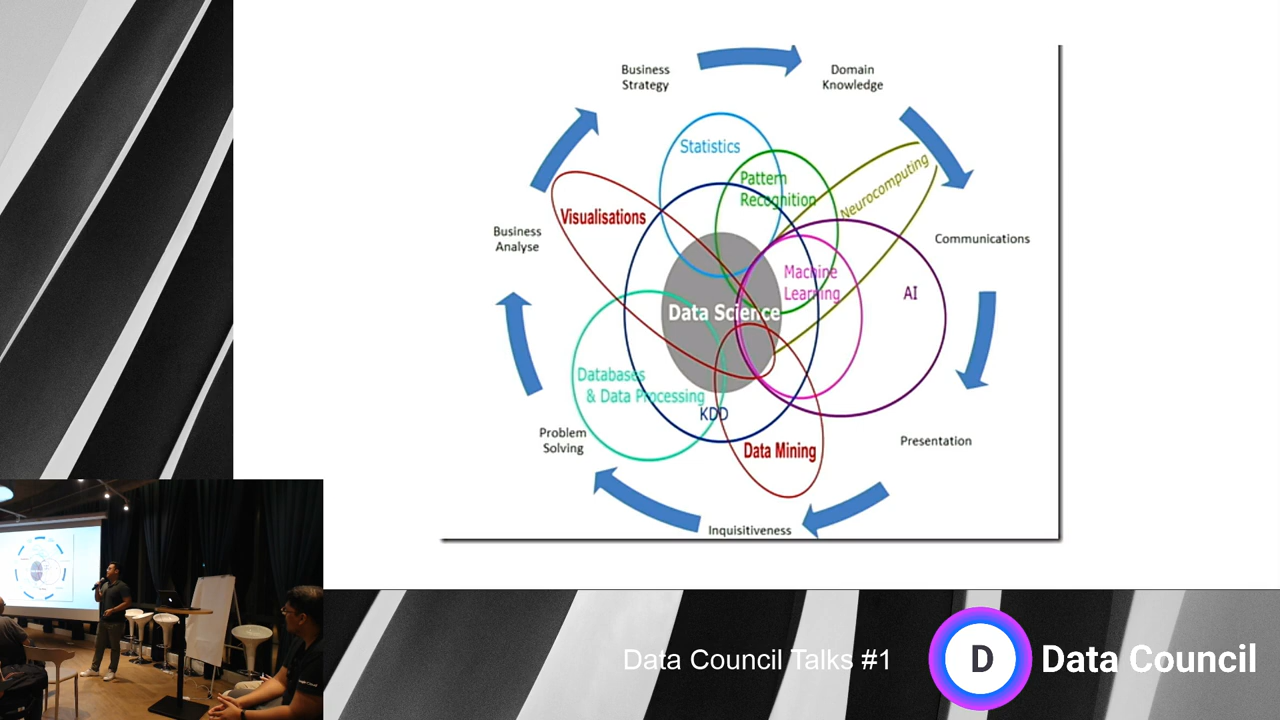 Business
Strategy
Domain
Knowledge
Statistics
Pattern
Recognition
Neurocomputing
Visualisations
Business
Analyse
Communications
Machine
Learning
AI
Data Science
Databases
& Data Processing
KDD
Data Mining
Problem
Solving
Presentation
Inquisitiveness
Data Council Talks #1
D
Data Council